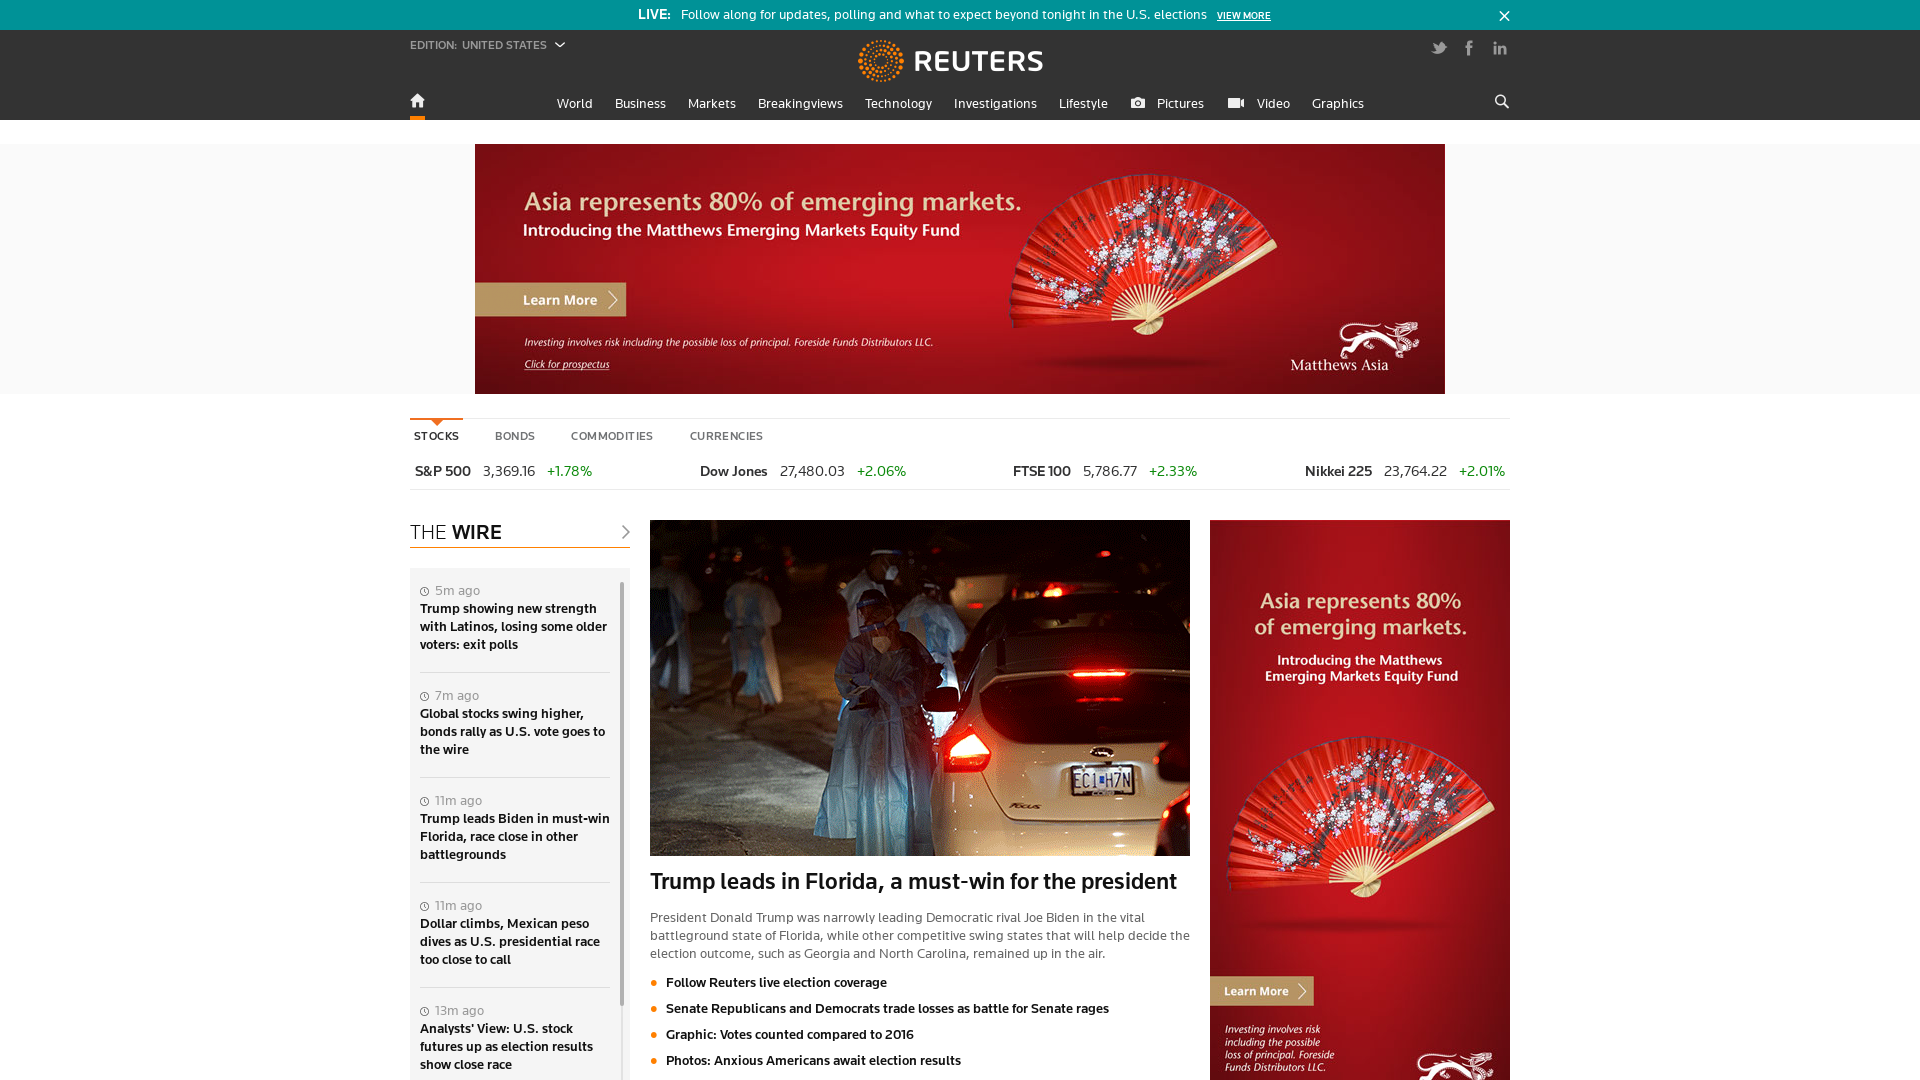 LIVE: Follow along for updates, polling and what to expect beyond tonight in the U.S. elections VIEW MORE
EDITION: UNITED STATES
REUTERS
World Business Markets Breakingviews Technology Investigations Lifestyle Pictures Video Graphics
Asia represents 80% of emerging markets.
Introducing the Matthews Emerging Markets Equity Fund
Learn More
Investing involves risk including the possible loss of principal. Foreside Funds Distributors LLC.
Click for prospectus
Matthews Asia
STOCKS BONDS COMMODITIES CURRENCIES
S&P 500 3,369.16 +1.78% Dow Jones 27,480.03 +2.06% FTSE 100 5,786.77 +2.33% Nikkei 225 23,764.22 +2.01%
THE WIRE
5m ago
Trump showing new strength
with Latinos, losing some older
voters: exit polls
7m ago
Global stocks swing higher,
bonds rally as U.S. vote goes to
the wire
11m ago
Trump leads Biden in must-win
Florida, race close in other
battlegrounds
11m ago
Dollar climbs, Mexican peso
dives as U.S. presidential race
too close to call
13m ago
Analysts' View: U.S. stock
futures up as election results
show close race
EC1 H7N
Focus
Trump leads in Florida, a must-win for the president
President Donald Trump was narrowly leading Democratic rival Joe Biden in the vital
battleground state of Florida, while other competitive swing states that will help decide the
election outcome, such as Georgia and North Carolina, remained up in the air.
Follow Reuters live election coverage
Senate Republicans and Democrats trade losses as battle for Senate rages
Graphic: Votes counted compared to 2016
Photos: Anxious Americans await election results
Asia represents 80%
of emerging markets.
Introducing the Matthews
Emerging Markets Equity Fund
Learn More
Investing involves risk
including the possible
loss of principal. Foreside
Funds Distributors LLC.